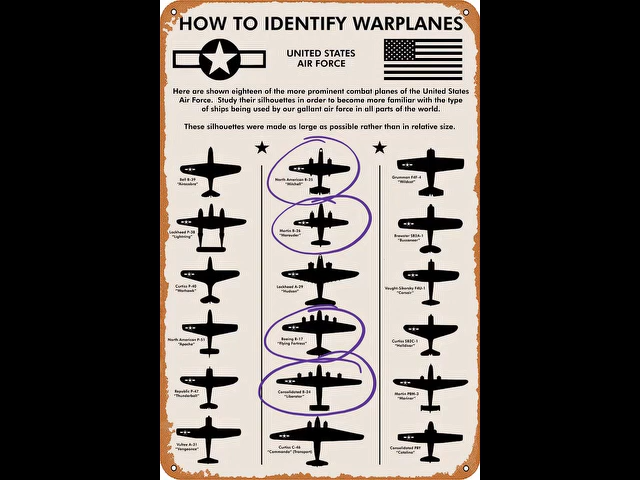 HOW TO IDENTIFY WARPLANES
UNITED STATES
AIR FORCE
Here are shown eighteen of the more prominent combat planes of the United States
Air Force. Study their silhouettes in order to become more familiar with the type
of ships being used by our gallant air force in all parts of the world.
These silhouettes were made as large as possible rather than in relative size.
Bell P-39
"Airacobra"
North American B-25
"Mitchell"
Grumman F4F-4
"Wildcat"
Lockheed P-38
"Lightning"
Martin B-26
"Marauder"
Brewster SB2A-1
"Buccaneer"
Curtiss P-40
"Warhawk"
Lockheed A-29
"Hudson"
Vought-Sikorsky F4U-1
"Corsair"
North American P-51
"Apache"
Boeing B-17
"Flying Fortress"
Curtiss SB2C-1
"Helldiver"
Republic P-47
"Thunderbolt"
Consolidated B-24
"Liberator"
Martin PBM-3
"Mariner"
Vultee A-31
"Vengeance"
Curtiss C-46
"Commando" (Transport)
Consolidated PBY
"Catalina"